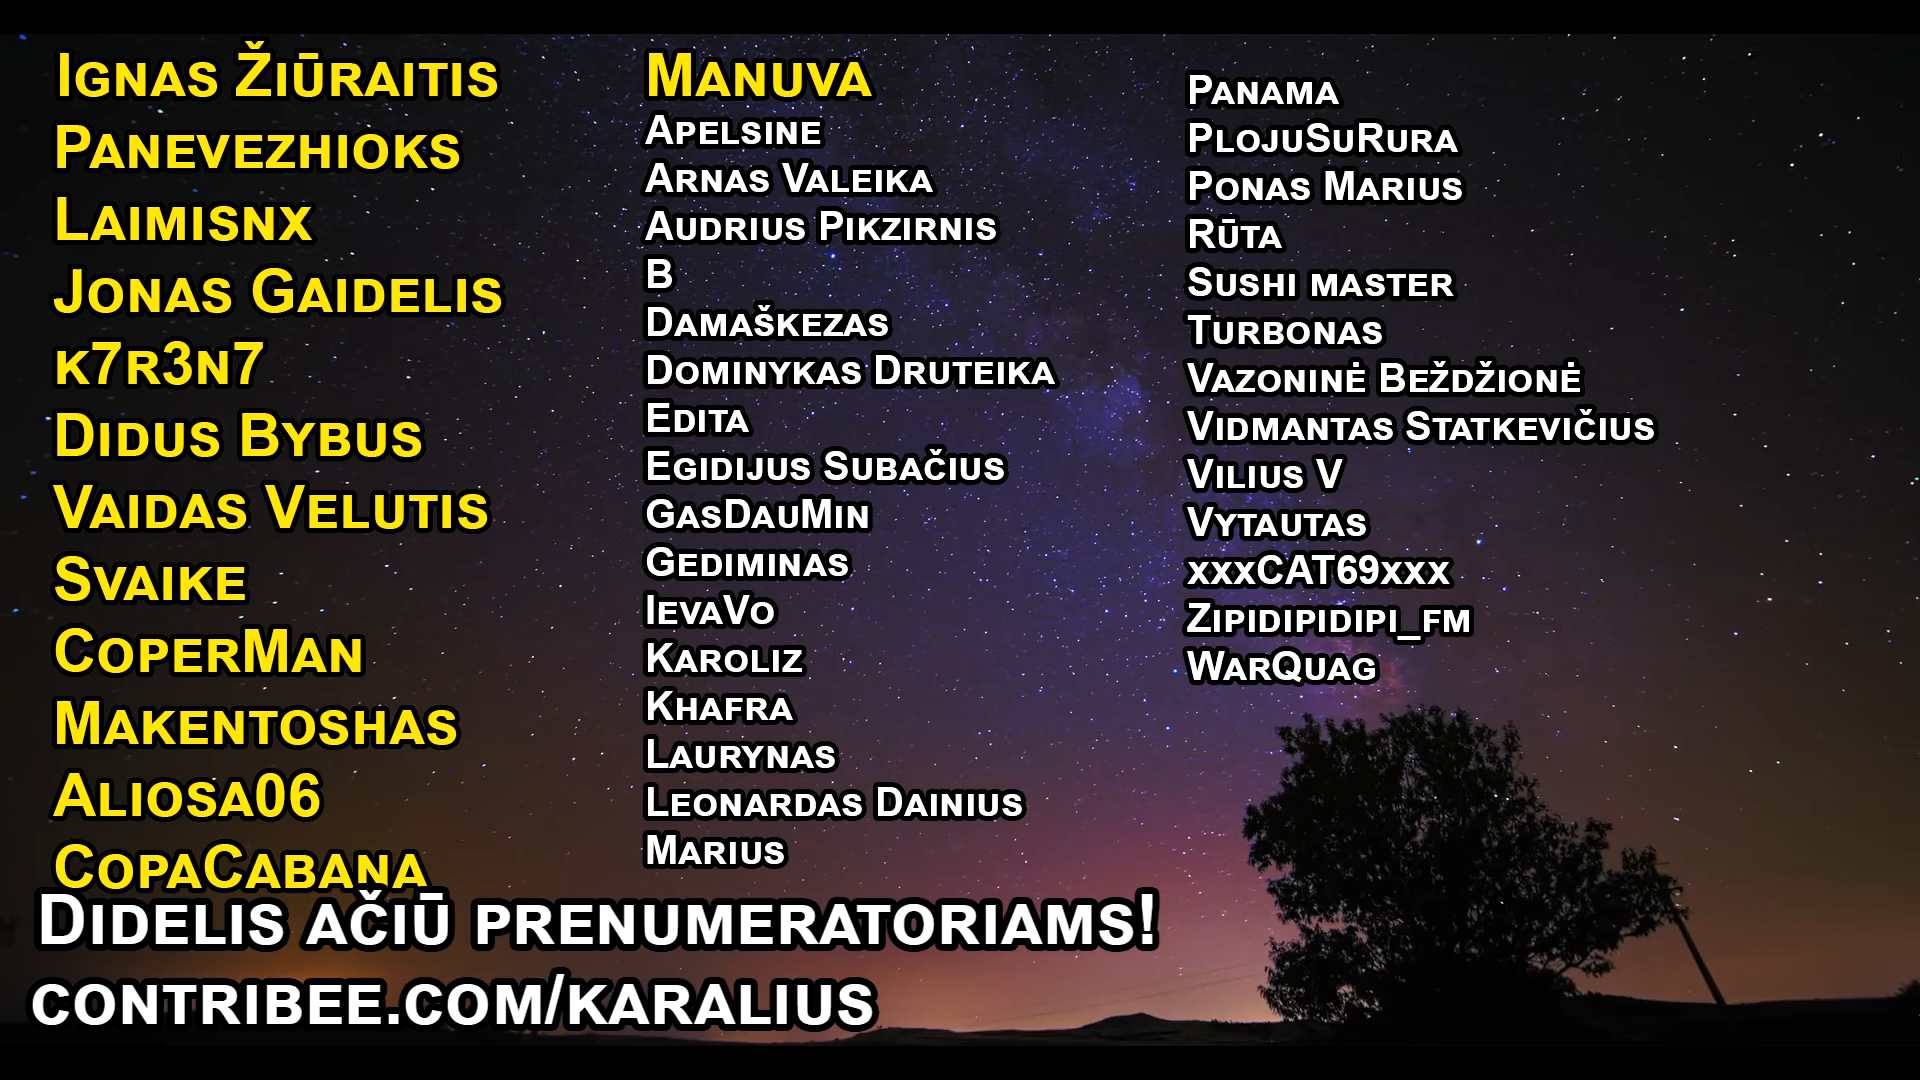 Ignas Žiūraitis
Panevezhioks
Laimisnx
Jonas Gaidelis
k7r3n7
Didus Bybus
Vaidas Velutis
Svaike
CoperMan
Makentoshas
Aliosa06
CopaCabana
Manuva
Apelsine
Arnas Valeika
Audrius Pikzirnis
B
Damaškezas
Dominykas Druteika
Edita
Egidijus Subačius
GasDauMin
Gediminas
IevaVo
Karoliz
Khafra
Laurynas
Leonardas Dainius
Marius
Panama
PlojuSuRura
Ponas Marius
Rūta
Sushi master
Turbonas
Vazoninė Beždžionė
Vidmantas Statkevičius
Vilius V
Vytautas
xxxCAT69xxx
Zipidipidipi_fm
WarQuag
Didelis ačiū prenumeratoriams!
contribee.com/karalius